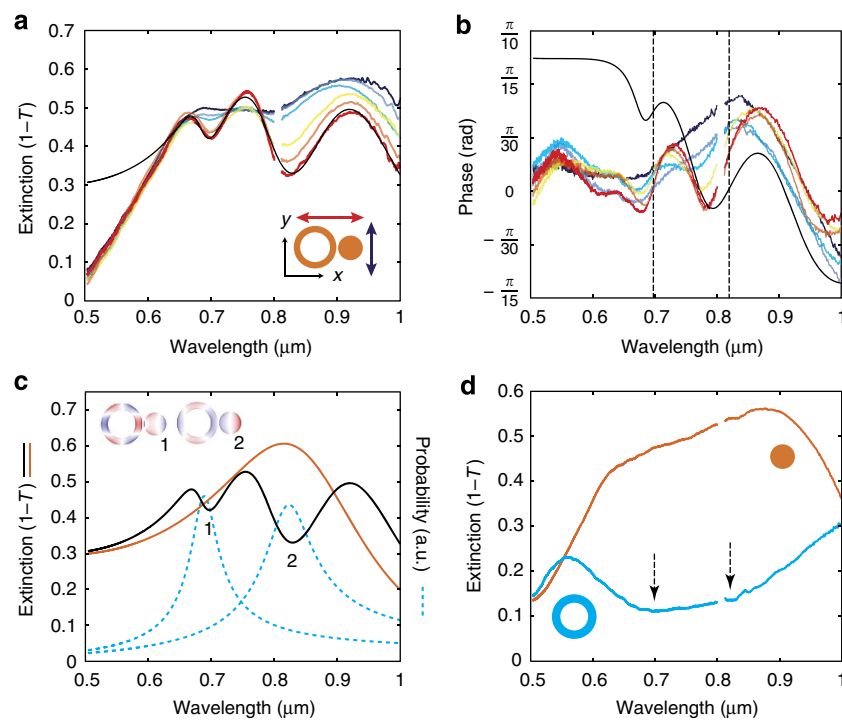 a
0.7
0.6
0.5
0.4
0.3
0.2
0.1
0
Extinction (1–T)
y
x
0.5 0.6 0.7 0.8 0.9 1
Wavelength (μm)
b
π/10
π/15
π/30
0
– π/30
– π/15
Phase (rad)
0.5 0.6 0.7 0.8 0.9 1
Wavelength (μm)
c
0.7
0.6
0.5
0.4
0.3
0.2
0.1
0
Extinction (1–T)
1
2
1
2
Probability (a.u.)
0.5 0.6 0.7 0.8 0.9 1
Wavelength (μm)
d
0.6
0.5
0.4
0.3
0.2
0.1
0
Extinction (1–T)
0.5 0.6 0.7 0.8 0.9 1
Wavelength (μm)